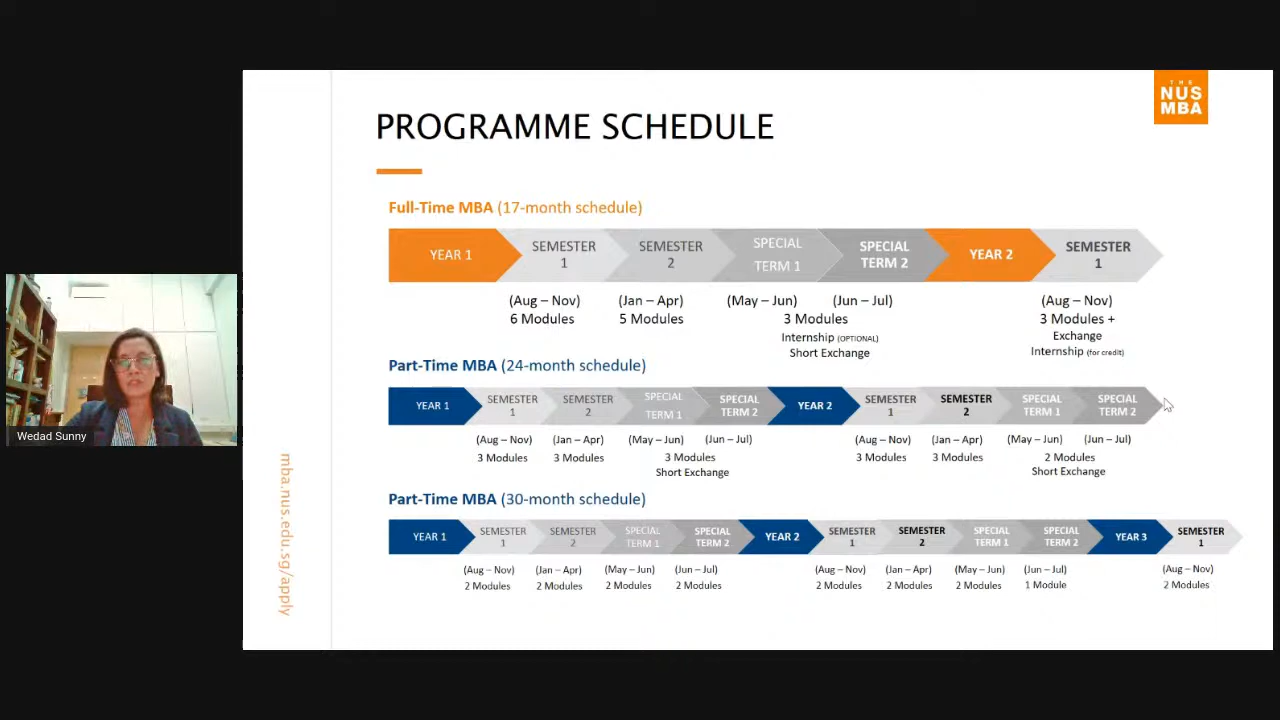 THE
NUS
MBA
PROGRAMME SCHEDULE
Full-Time MBA (17-month schedule)
YEAR 1
SEMESTER
1
SEMESTER
2
SPECIAL
TERM 1
SPECIAL
TERM 2
YEAR 2
SEMESTER
1
(Aug – Nov)
6 Modules
(Jan – Apr)
5 Modules
(May – Jun)
(Jun – Jul)
3 Modules
Internship (OPTIONAL)
Short Exchange
(Aug – Nov)
3 Modules +
Exchange
Internship (for credit)
Part-Time MBA (24-month schedule)
YEAR 1
SEMESTER
1
SEMESTER
2
SPECIAL
TERM 1
SPECIAL
TERM 2
YEAR 2
SEMESTER
1
SEMESTER
2
SPECIAL
TERM 1
SPECIAL
TERM 2
(Aug – Nov)
3 Modules
(Jan – Apr)
3 Modules
(May – Jun)
(Jun – Jul)
3 Modules
Short Exchange
(Aug – Nov)
3 Modules
(Jan – Apr)
3 Modules
(May – Jun)
(Jun – Jul)
2 Modules
Short Exchange
Part-Time MBA (30-month schedule)
YEAR 1
SEMESTER
1
SEMESTER
2
SPECIAL
TERM 1
SPECIAL
TERM 2
YEAR 2
SEMESTER
1
SEMESTER
2
SPECIAL
TERM 1
SPECIAL
TERM 2
YEAR 3
SEMESTER
1
(Aug – Nov)
2 Modules
(Jan – Apr)
2 Modules
(May – Jun)
2 Modules
(Jun – Jul)
2 Modules
(Aug – Nov)
2 Modules
(Jan – Apr)
2 Modules
(May – Jun)
2 Modules
(Jun – Jul)
1 Module
(Aug – Nov)
2 Modules
mba.nus.edu.sg/apply
Wedad Sunny